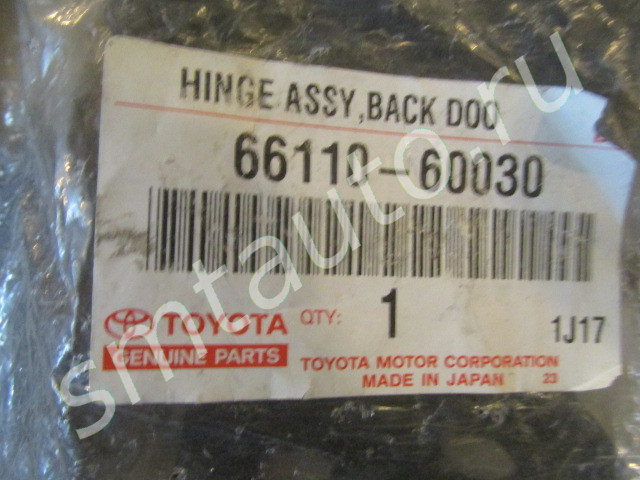 HINGE ASSY,BACK DOO
66110-60030
TOYOTA
GENUINE PARTS
QTY: 1
1J17
TOYOTA MOTOR CORPORATION
MADE IN JAPAN 23
smtauto.ru